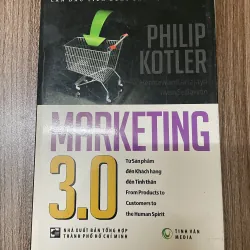 PHILIP
KOTLER
MARKETING
3.0
Từ Sản phẩm
đến Khách hàng
đến Tinh thần
From Products to
Customers to
the Human Spirit
NHÀ XUẤT BẢN TỔNG HỢP
THÀNH PHỐ HỒ CHÍ MINH
TINH VĂN
MEDIA